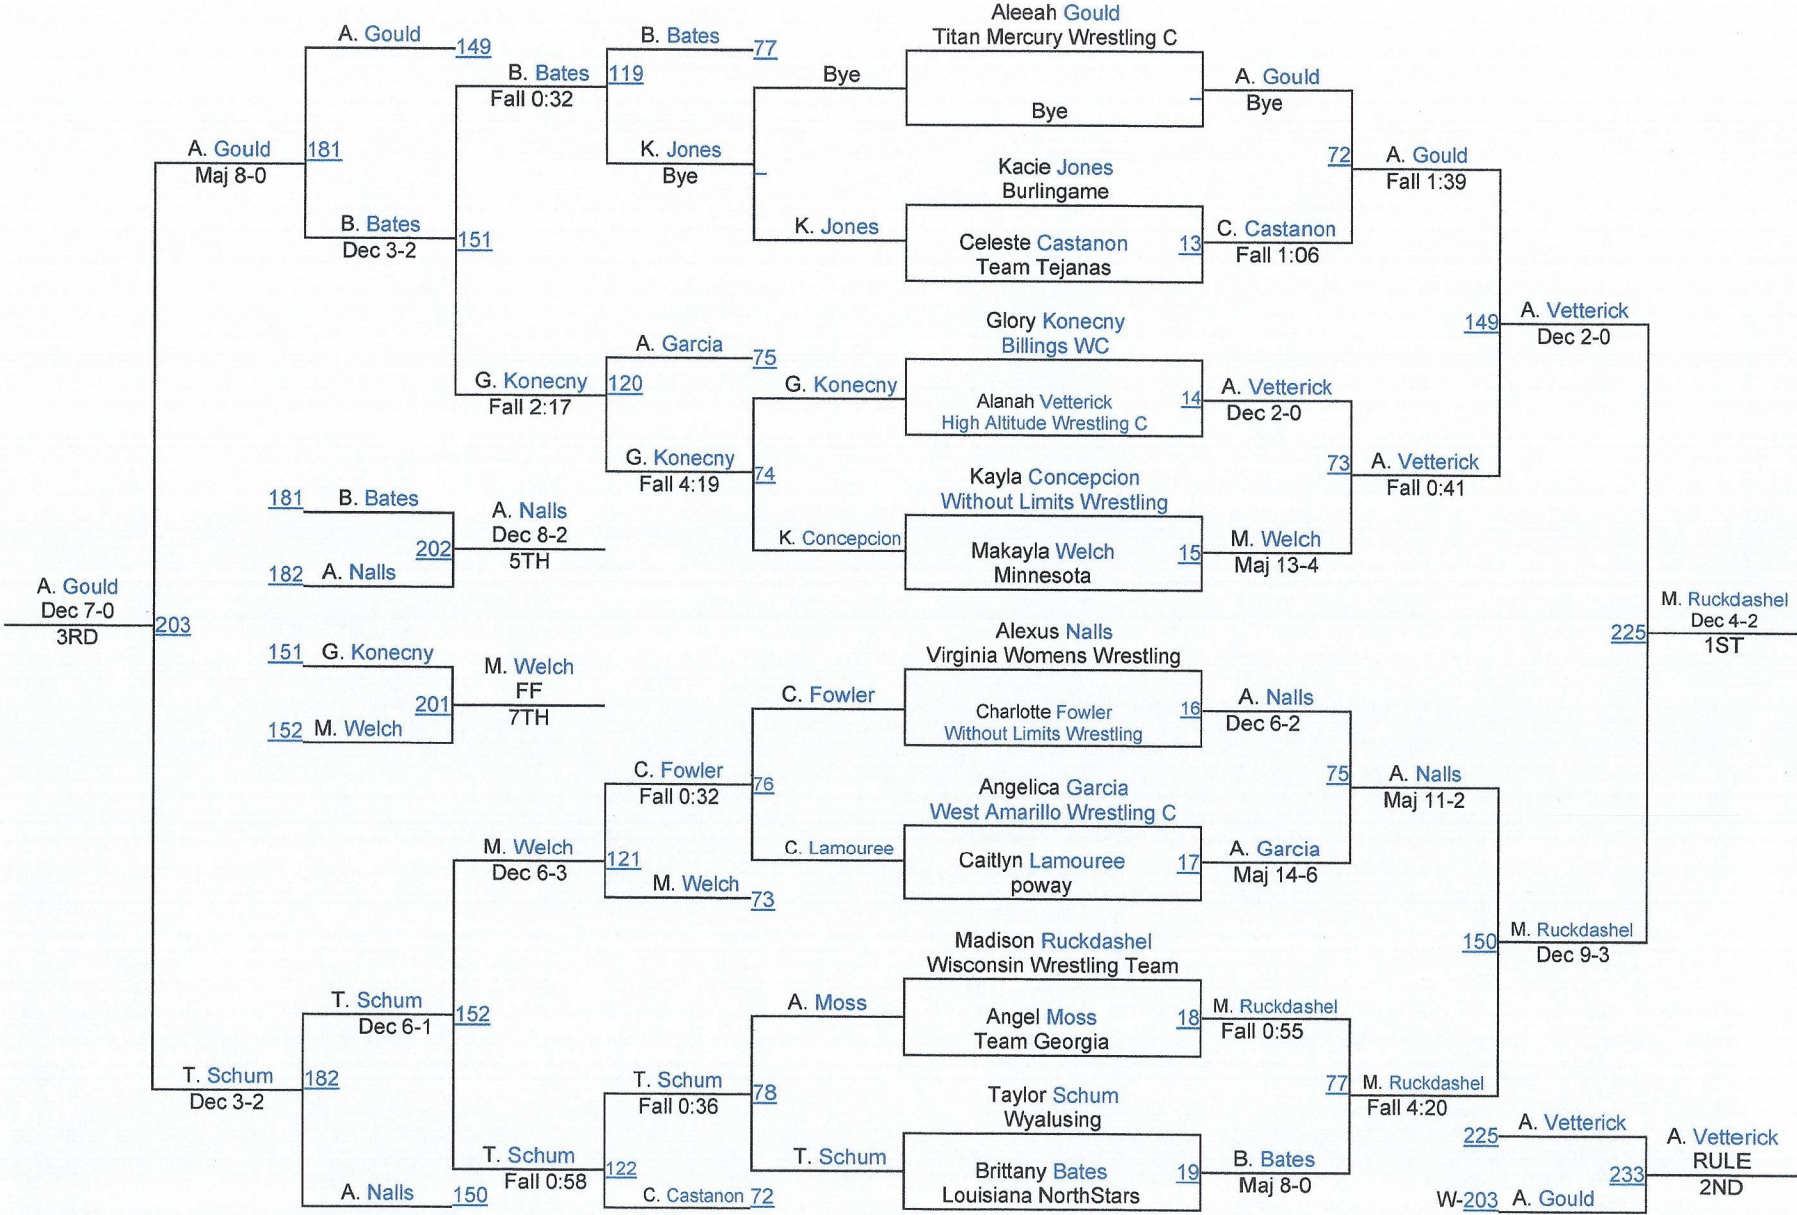 Aleeah Gould
Titan Mercury Wrestling C
A. Gould
149
B. Bates
77
B. Bates
119
Fall 0:32
Bye
A. Gould
Bye
Bye
A. Gould
181
Maj 8-0
K. Jones
Bye
Kacie Jones
Burlingame
72
A. Gould
Fall 1:39
B. Bates
Dec 3-2
151
K. Jones
Celeste Castanon
Team Tejanas
13
C. Castanon
Fall 1:06
Glory Konecny
Billings WC
149
A. Vetterick
Dec 2-0
A. Garcia
75
G. Konecny
120
Fall 2:17
G. Konecny
Alanah Vetterick
High Altitude Wrestling C
14
A. Vetterick
Dec 2-0
G. Konecny
Fall 4:19
74
Kayla Concepcion
Without Limits Wrestling
73
A. Vetterick
Fall 0:41
181
B. Bates
A. Nalls
Dec 8-2
5TH
202
182
A. Nalls
K. Concepcion
Makayla Welch
Minnesota
15
M. Welch
Maj 13-4
A. Gould
Dec 7-0
3RD
203
Alexus Nalls
Virginia Womens Wrestling
225
M. Ruckdashel
Dec 4-2
1ST
151
G. Konecny
M. Welch
FF
7TH
201
152
M. Welch
C. Fowler
Charlotte Fowler
Without Limits Wrestling
16
A. Nalls
Dec 6-2
C. Fowler
Fall 0:32
76
Angelica Garcia
West Amarillo Wrestling C
75
A. Nalls
Maj 11-2
M. Welch
Dec 6-3
121
C. Lamouree
Caitlyn Lamouree
poway
17
A. Garcia
Maj 14-6
M. Welch
73
Madison Ruckdashel
Wisconsin Wrestling Team
150
M. Ruckdashel
Dec 9-3
T. Schum
Dec 6-1
152
A. Moss
Angel Moss
Team Georgia
18
M. Ruckdashel
Fall 0:55
T. Schum
Dec 3-2
182
T. Schum
Fall 0:36
78
Taylor Schum
Wyalusing
77
M. Ruckdashel
Fall 4:20
T. Schum
Fall 0:58
122
T. Schum
Brittany Bates
Louisiana NorthStars
19
B. Bates
Maj 8-0
225
A. Vetterick
A. Vetterick
RULE
2ND
233
A. Nalls
150
C. Castanon
72
W-203
A. Gould